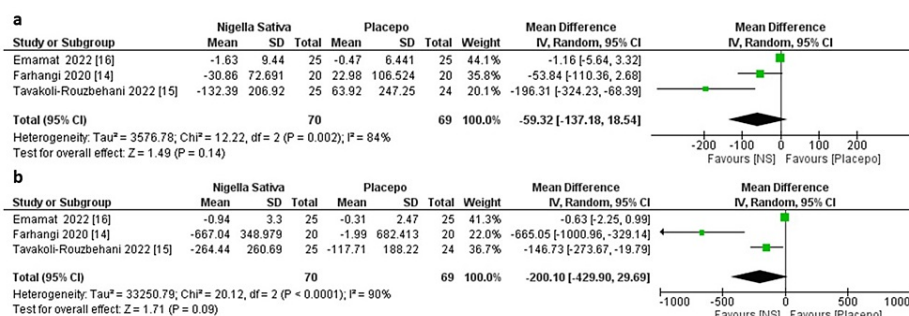 a
Nigella Sativa Placepo Mean Difference Mean Difference
Study or Subgroup Mean SD Total Mean SD Total Weight IV, Random, 95% CI IV, Random, 95% CI
Emamat 2022 [16] -1.63 9.44 25 -0.47 6.441 25 44.1% -1.16 [-5.64, 3.32]
Farhangi 2020 [14] -30.86 72.691 20 22.98 106.524 20 35.8% -53.84 [-110.36, 2.68]
Tavakoli-Rouzbehani 2022 [15] -132.39 206.92 25 63.92 247.25 24 20.1% -196.31 [-324.23, -68.39]
Total (95% CI) 70 69 100.0% -59.32 [-137.18, 18.54]
Heterogeneity: Tau² = 3576.78; Chi² = 12.22, df = 2 (P = 0.002); I² = 84%
Test for overall effect: Z = 1.49 (P = 0.14)
-200 -100 0 100 200
Favours [NS] Favours [Placepo]
b
Nigella Sativa Placepo Mean Difference Mean Difference
Study or Subgroup Mean SD Total Mean SD Total Weight IV, Random, 95% CI IV, Random, 95% CI
Emamat 2022 [16] -0.94 3.3 25 -0.31 2.47 25 41.3% -0.63 [-2.25, 0.99]
Farhangi 2020 [14] -667.04 348.979 20 -1.99 682.413 20 22.0% -665.05 [-1000.96, -329.14]
Tavakoli-Rouzbehani 2022 [15] -264.44 260.69 25 -117.71 188.22 24 36.7% -146.73 [-273.67, -19.79]
Total (95% CI) 70 69 100.0% -200.10 [-429.90, 29.69]
Heterogeneity: Tau² = 33250.79; Chi² = 20.12, df = 2 (P < 0.0001); I² = 90%
Test for overall effect: Z = 1.71 (P = 0.09)
-1000 -500 0 500 1000
Favours [NS] Favours [Placepo]